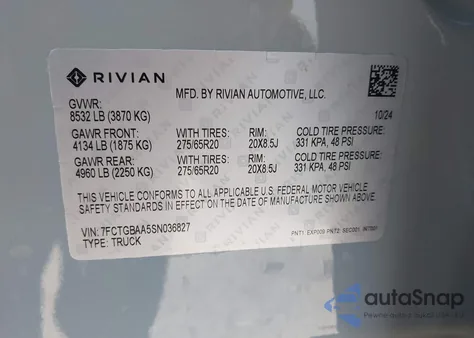 RIVIAN
MFD. BY RIVIAN AUTOMOTIVE, LLC.
GVWR:
8532 LB (3870 KG)
10/24
GAWR FRONT: WITH TIRES: RIM: COLD TIRE PRESSURE:
4134 LB (1875 KG) 275/65R20 20X8.5J 331 KPA, 48 PSI
GAWR REAR: WITH TIRES: RIM: COLD TIRE PRESSURE:
4960 LB (2250 KG) 275/65R20 20X8.5J 331 KPA, 48 PSI
THIS VEHICLE CONFORMS TO ALL APPLICABLE U.S. FEDERAL MOTOR VEHICLE
SAFETY STANDARDS IN EFFECT ON THE DATE OF MANUFACTURE SHOWN ABOVE.
VIN: 7FCTGBAA5SN036827
TYPE: TRUCK
PNT1: EXP003 PNT2: SEC001
autoSnap